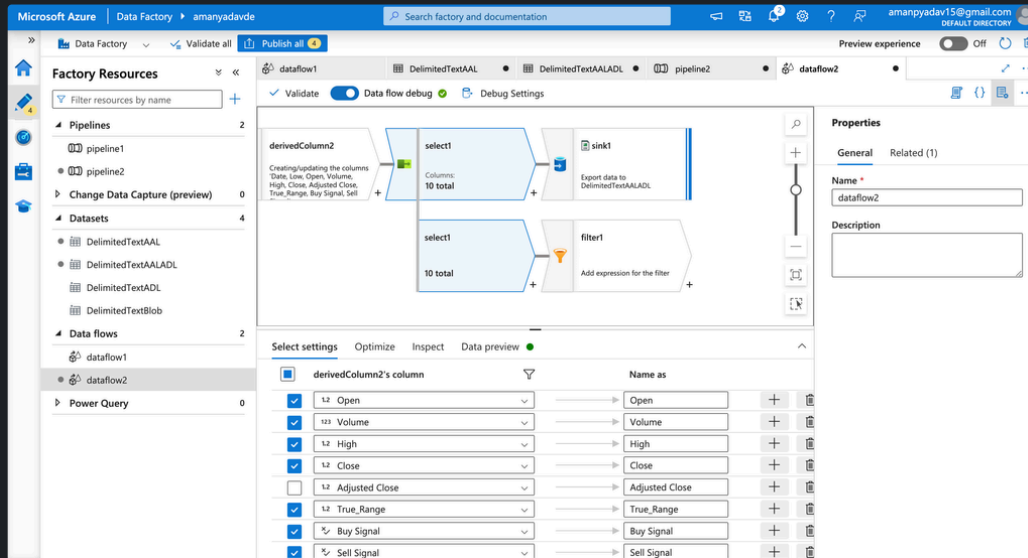 Microsoft Azure
Data Factory
amanyadavde
Search factory and documentation
2
amanpyadav15@gmail.com
DEFAULT DIRECTORY
Data Factory
Validate all
Publish all 4
Preview experience
Off
4
Factory Resources
Filter resources by name
Pipelines 2
pipeline1
pipeline2
Change Data Capture (preview) 0
Datasets 4
DelimitedTextAAL
DelimitedTextAALADL
DelimitedTextADL
DelimitedTextBlob
Data flows 2
dataflow1
dataflow2
Power Query 0
dataflow1
DelimitedTextAAL
DelimitedTextAALADL
pipeline2
dataflow2
Validate
Data flow debug
Debug Settings
derivedColumn2
Creating/updating the columns
'Date, Low, Open, Volume,
High, Close, Adjusted Close,
True_Range, Buy Signal, Sell
select1
Columns:
10 total
sink1
Export data to
DelimitedTextAALADL
select1
10 total
filter1
Add expression for the filter
Select settings
Optimize
Inspect
Data preview
derivedColumn2's column
Name as
1.2 Open Open
123 Volume Volume
1.2 High High
1.2 Close Close
1.2 Adjusted Close Adjusted Close
1.2 True_Range True_Range
Buy Signal Buy Signal
Sell Signal Sell Signal
Properties
General
Related (1)
Name *
dataflow2
Description